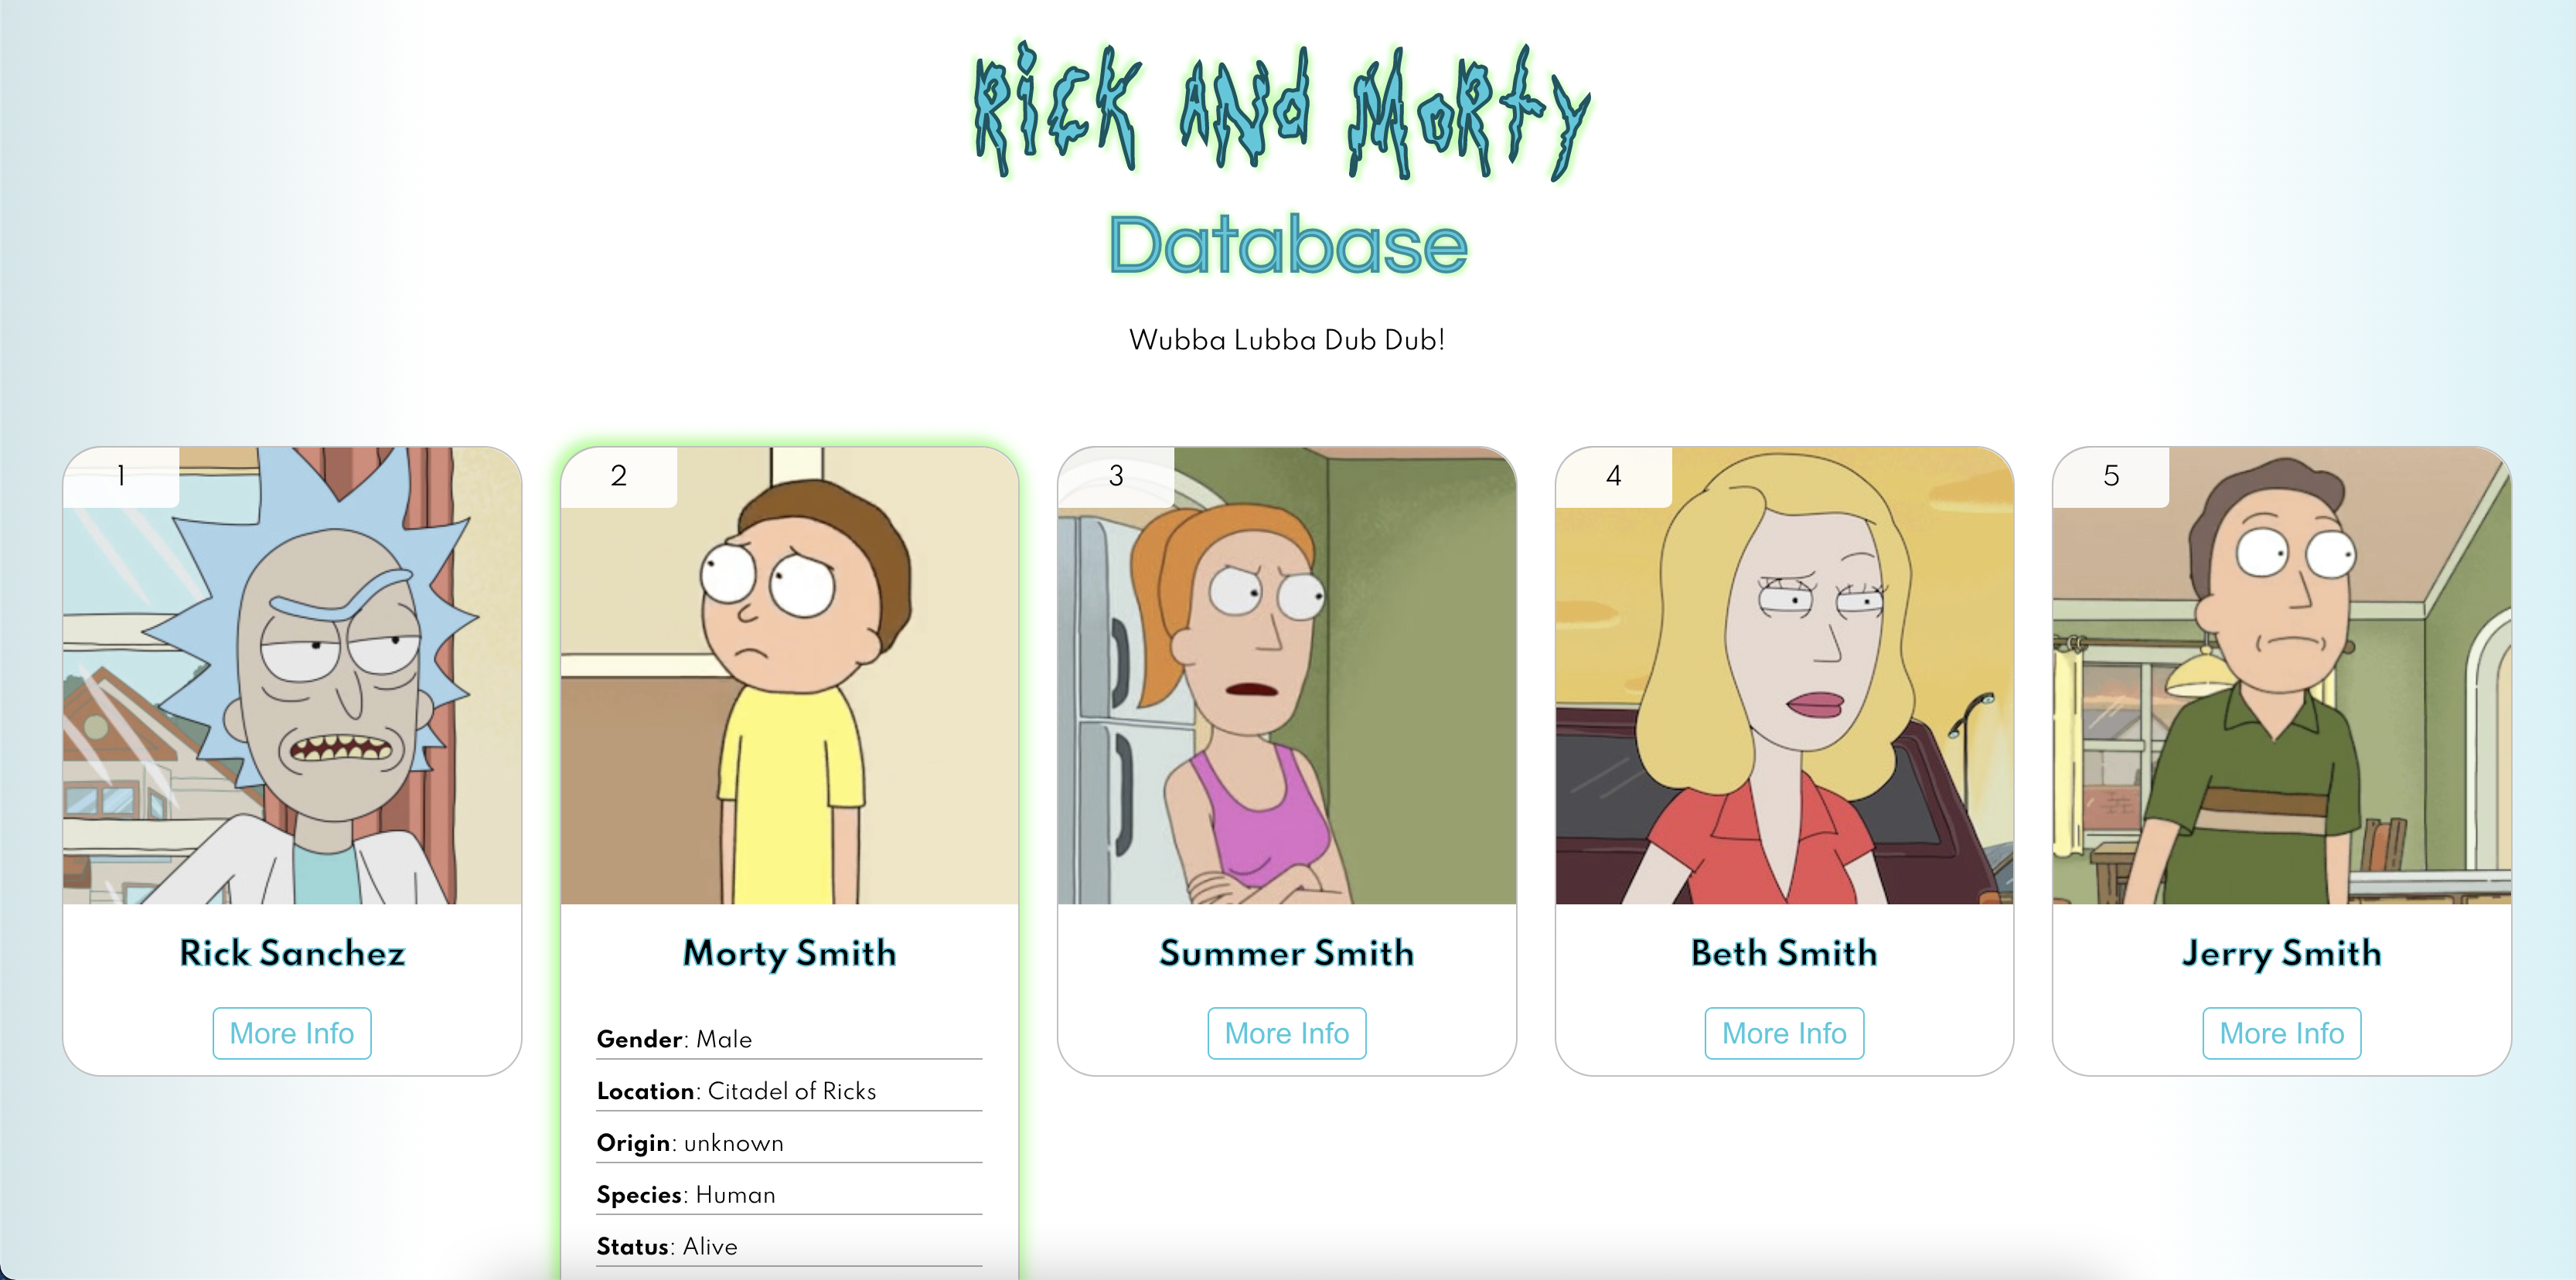 Rick and Morty
Database
Wubba Lubba Dub Dub!
1
Rick Sanchez
More Info
2
Morty Smith
Gender: Male
Location: Citadel of Ricks
Origin: unknown
Species: Human
Status: Alive
3
Summer Smith
More Info
4
Beth Smith
More Info
5
Jerry Smith
More Info